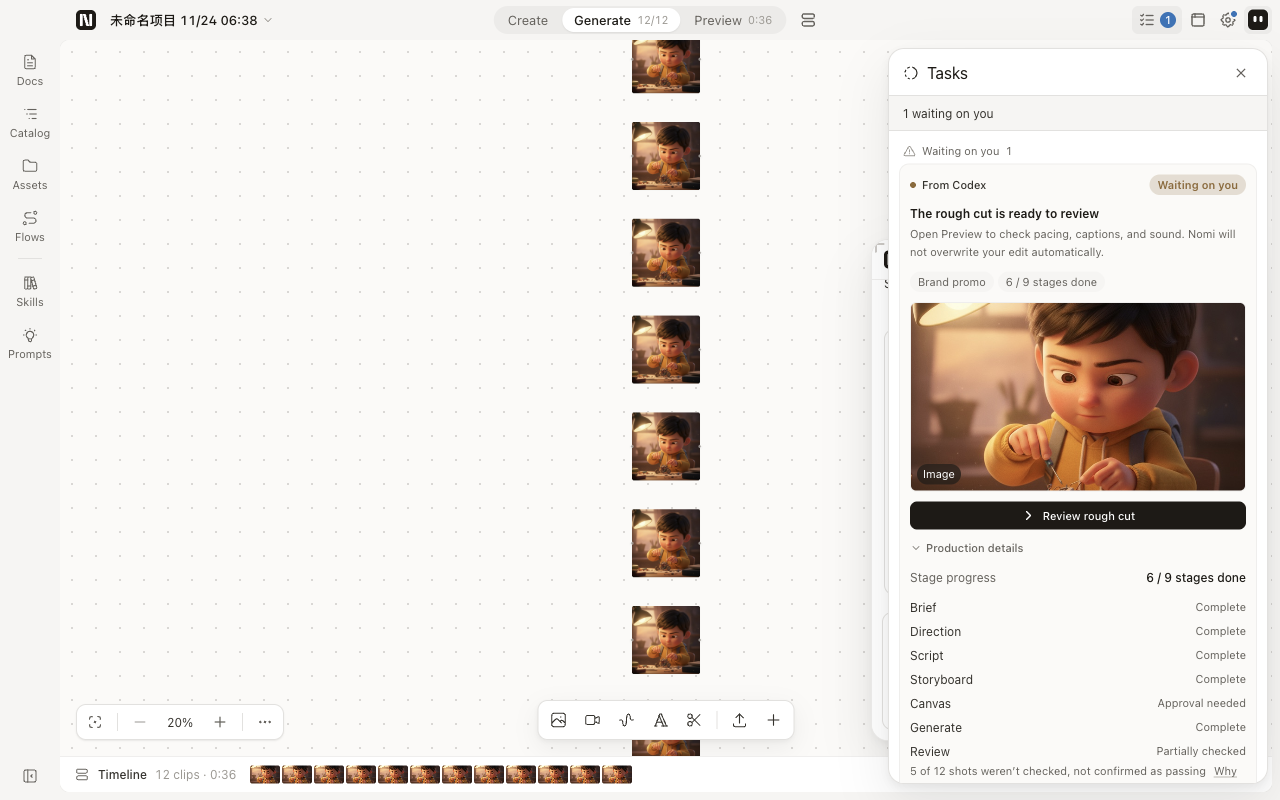 N 未命名项目 11/24 06:38
Create Generate 12/12 Preview 0:36
1
Docs
Catalog
Assets
Flows
Skills
Prompts
Tasks
1 waiting on you
Waiting on you 1
From Codex Waiting on you
The rough cut is ready to review
Open Preview to check pacing, captions, and sound. Nomi will
not overwrite your edit automatically.
Brand promo 6 / 9 stages done
Image
Review rough cut
Production details
Stage progress 6 / 9 stages done
Brief Complete
Direction Complete
Script Complete
Storyboard Complete
Canvas Approval needed
Generate Complete
Review Partially checked
5 of 12 shots weren’t checked, not confirmed as passing Why
20%
Timeline 12 clips · 0:36